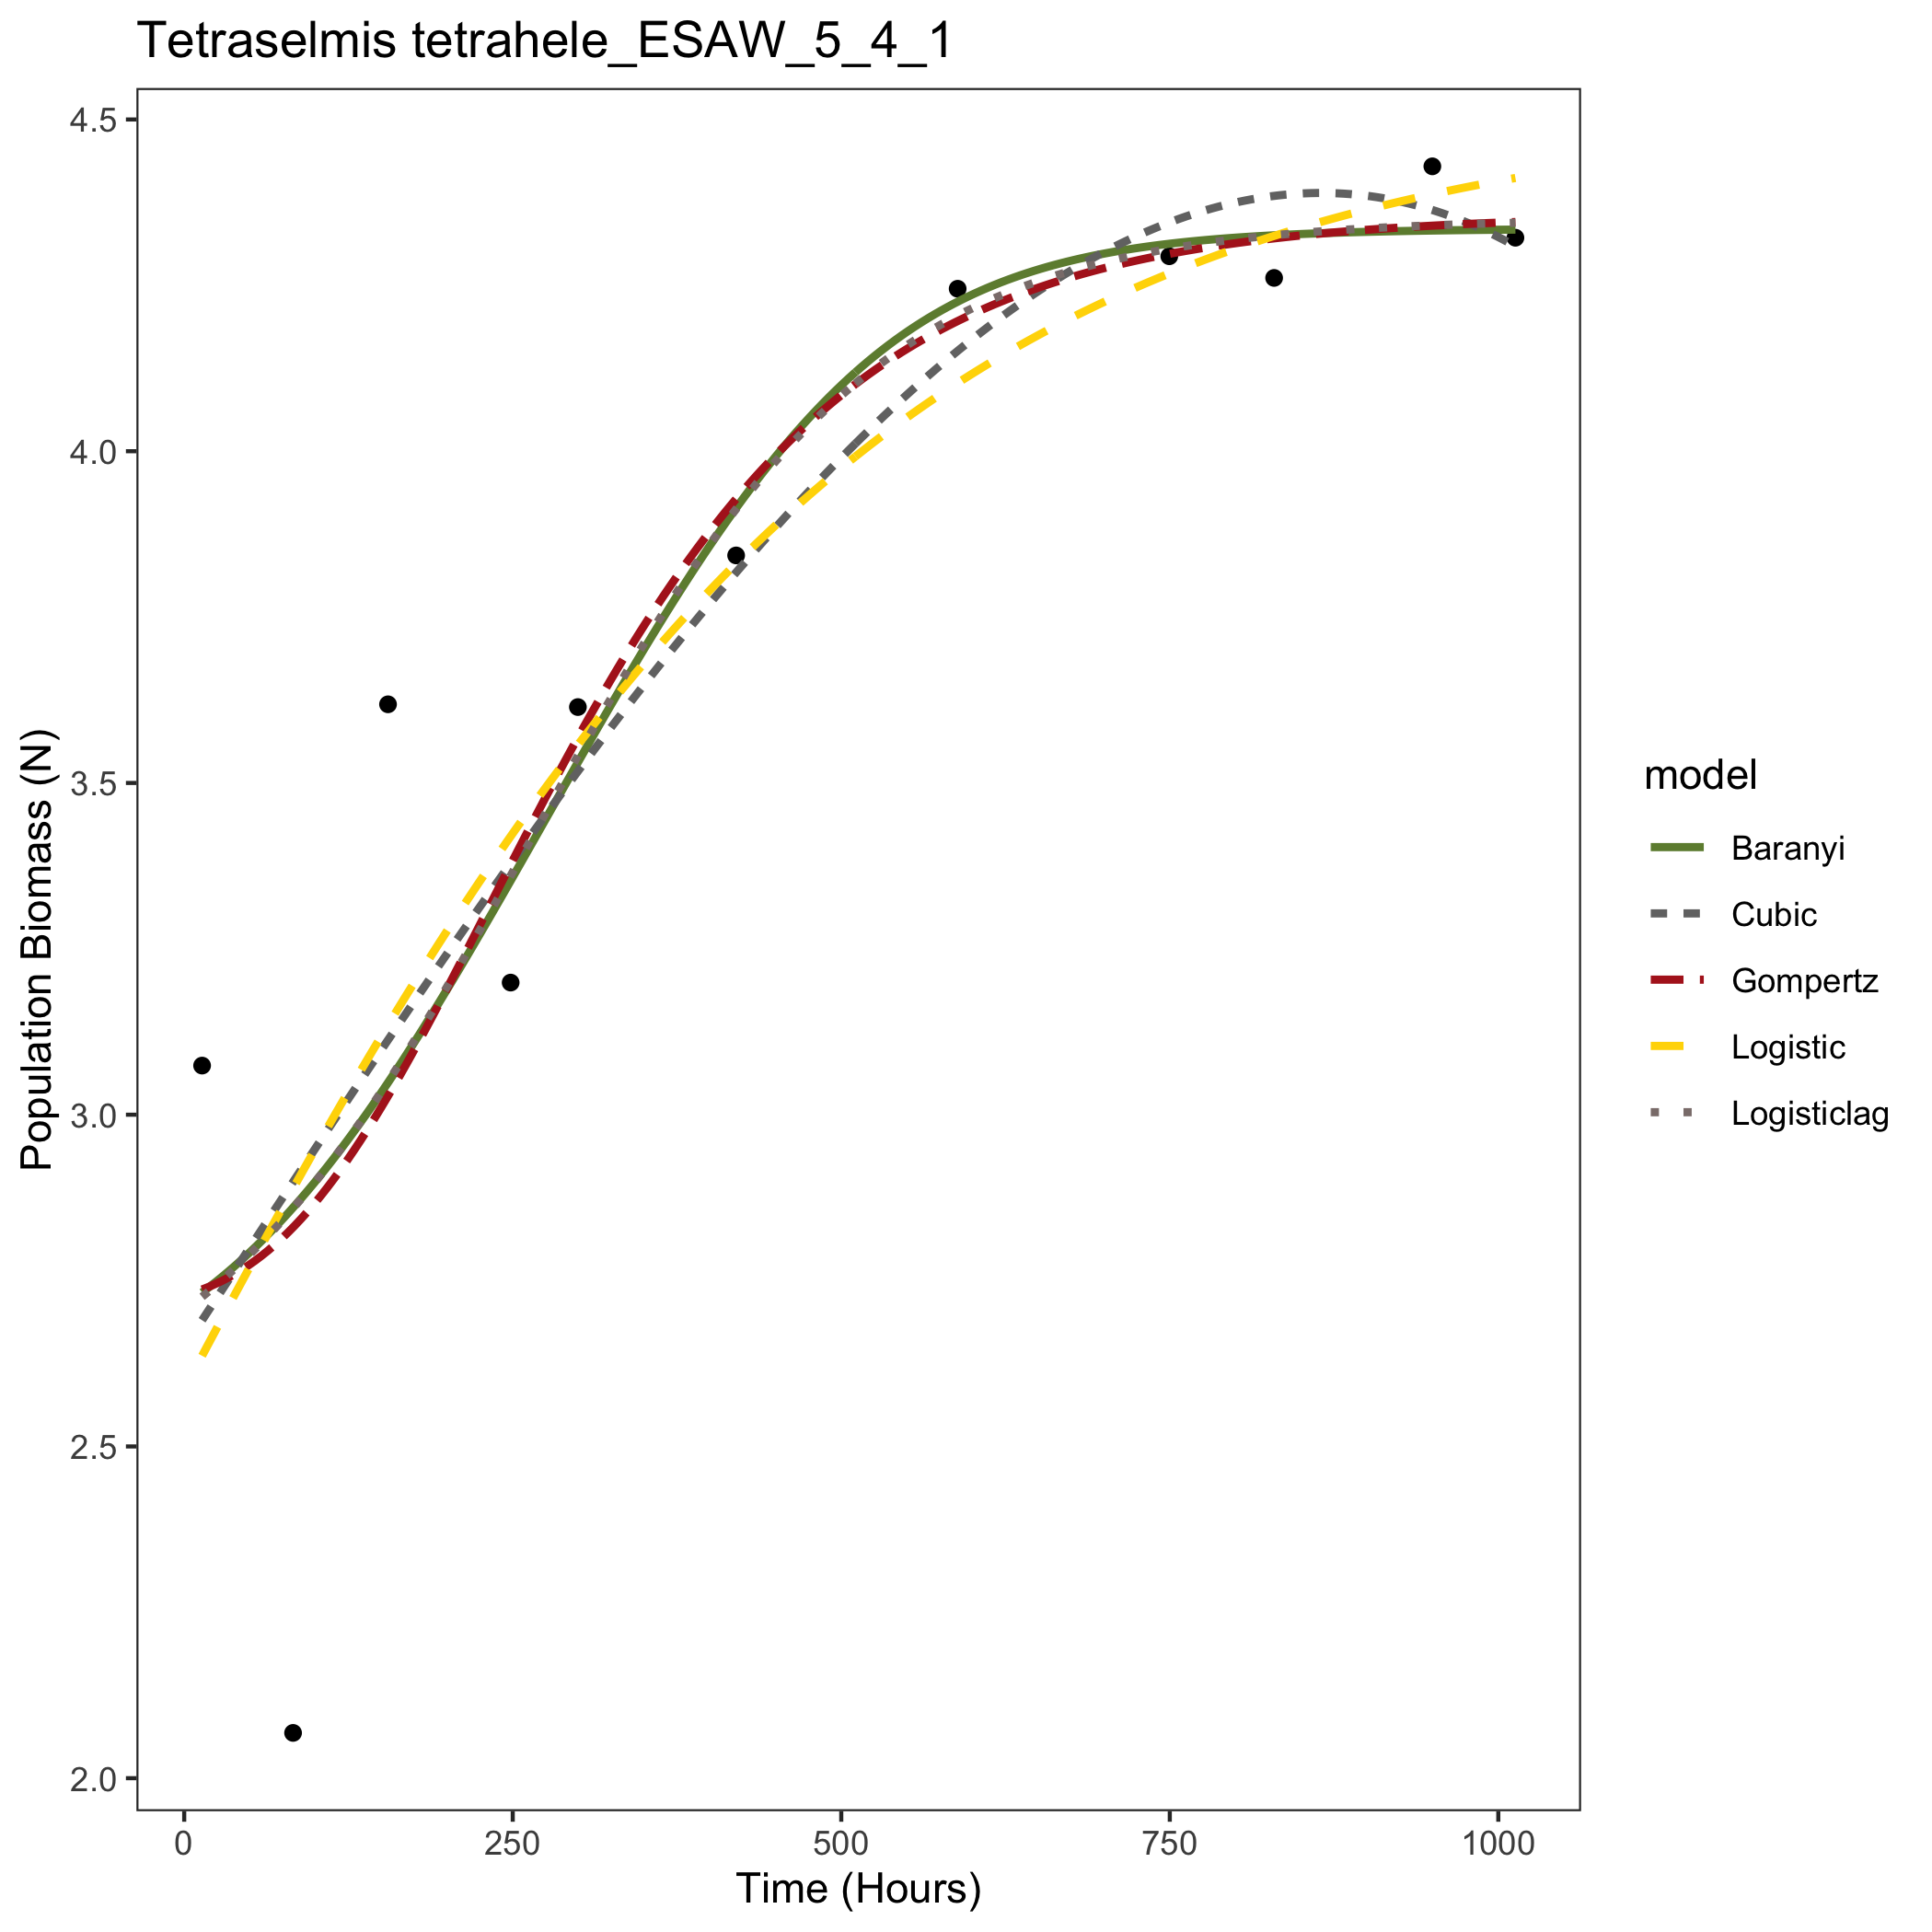 Tetraselmis tetrahele_ESAW_5_4_1
4.5
4.0
3.5
3.0
2.5
2.0
Population Biomass (N)
0 250 500 750 1000
Time (Hours)
model
Baranyi
Cubic
Gompertz
Logistic
Logisticlag